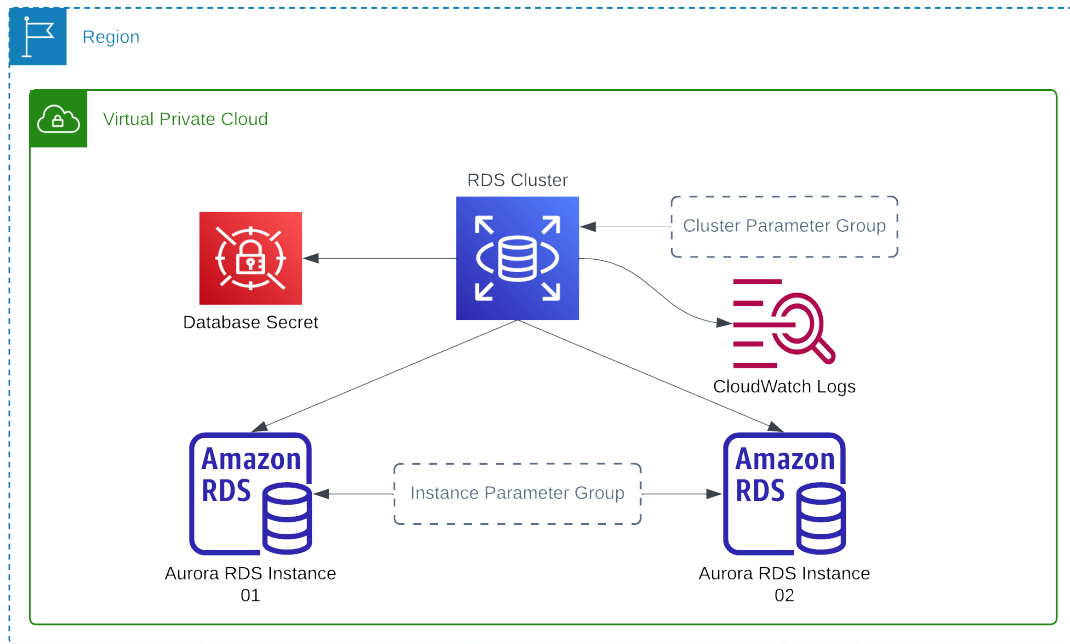 Region
Virtual Private Cloud
RDS Cluster
Cluster Parameter Group
Database Secret
CloudWatch Logs
Amazon
RDS
Instance Parameter Group
Amazon
RDS
Aurora RDS Instance
01
Aurora RDS Instance
02